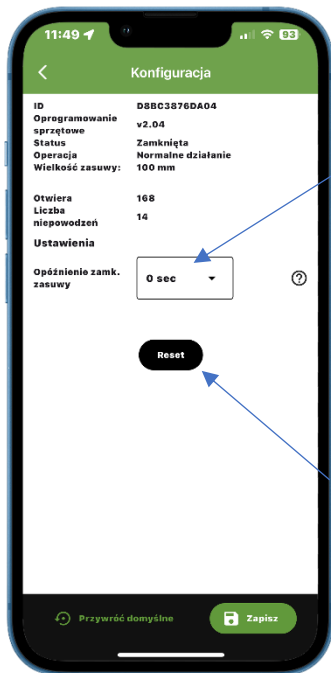 11:49 93
Konfiguracja
ID D8BC3876DA04
Oprogramowanie
sprzętowe v2.04
Status Zamknięta
Operacja Normalne działanie
Wielkość zasuwy: 100 mm
Otwiera 168
Liczba
niepowodzeń 14
Ustawienia
Opóźnienie zamk.
zasuwy 0 sec
Reset
Przywróć domyślne Zapisz